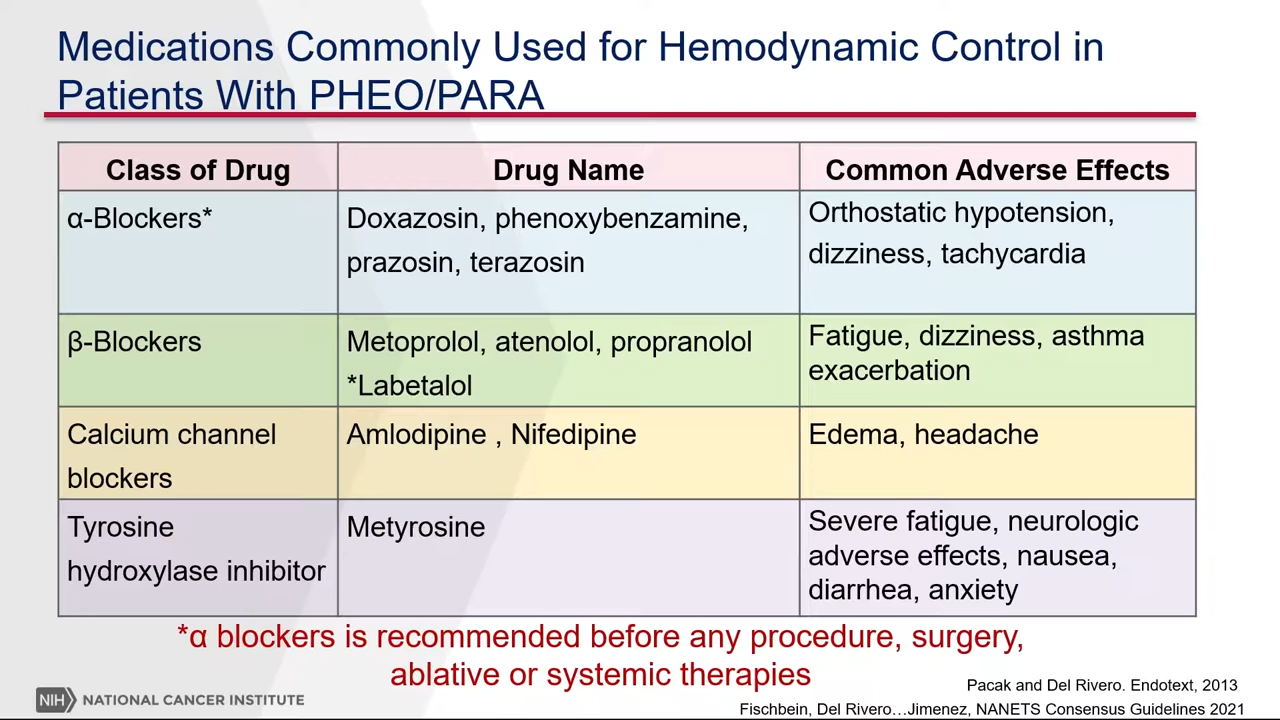 Medications Commonly Used for Hemodynamic Control in
Patients With PHEO/PARA
Class of Drug
Drug Name
Common Adverse Effects
α-Blockers*
Doxazosin, phenoxybenzamine,
prazosin, terazosin
Orthostatic hypotension,
dizziness, tachycardia
β-Blockers
Metoprolol, atenolol, propranolol
*Labetalol
Fatigue, dizziness, asthma
exacerbation
Calcium channel
blockers
Amlodipine , Nifedipine
Edema, headache
Tyrosine
hydroxylase inhibitor
Metyrosine
Severe fatigue, neurologic
adverse effects, nausea,
diarrhea, anxiety
*α blockers is recommended before any procedure, surgery,
ablative or systemic therapies
NIH NATIONAL CANCER INSTITUTE
Pacak and Del Rivero. Endotext, 2013
Fischbein, Del Rivero…Jimenez, NANETS Consensus Guidelines 2021